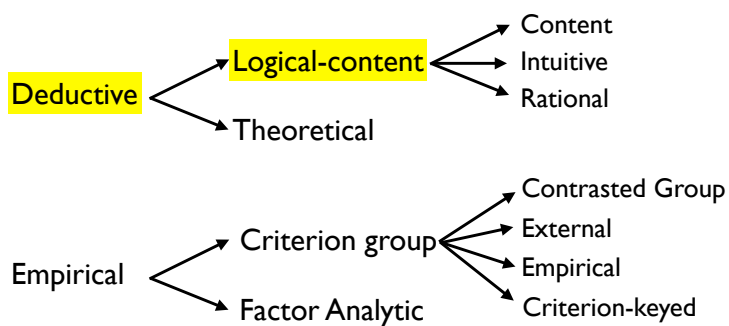 Deductive
Logical-content
Content
Intuitive
Rational
Theoretical
Empirical
Criterion group
Contrasted Group
External
Empirical
Criterion-keyed
Factor Analytic